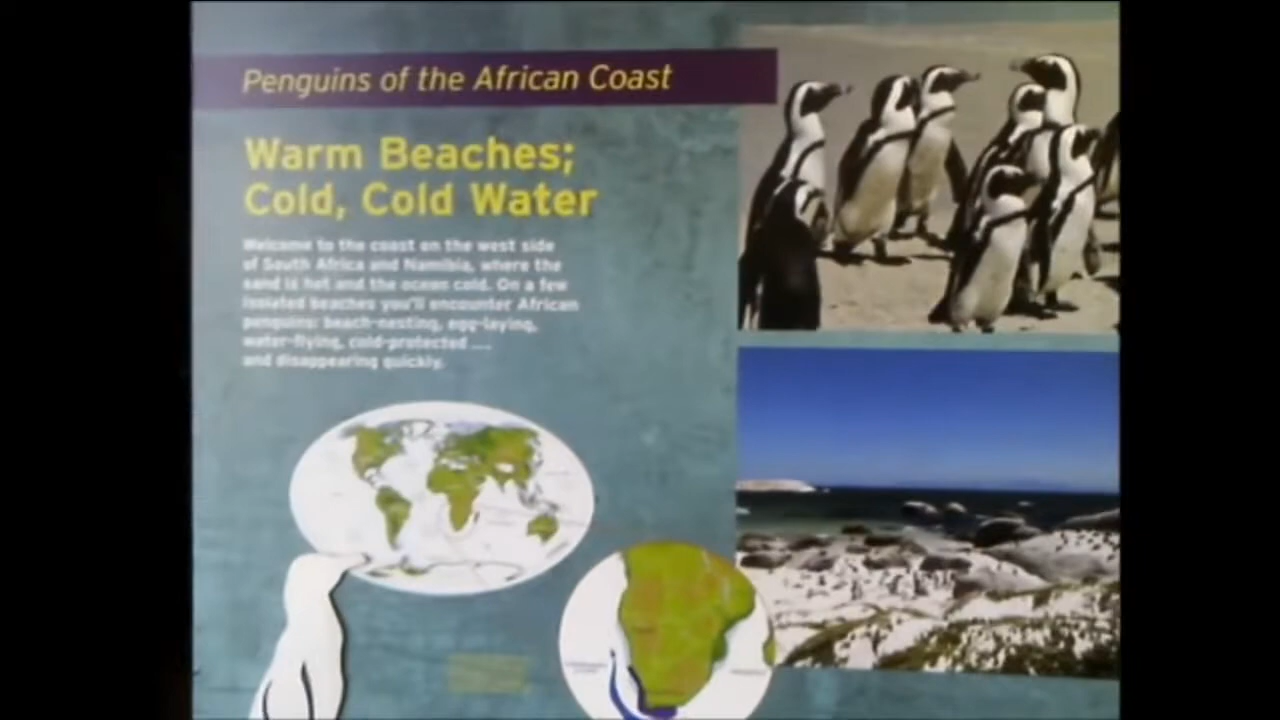 Penguins of the African Coast
Warm Beaches;
Cold, Cold Water
Welcome to the coast on the west side
of South Africa and Namibia, where the
sand is hot and the ocean cold. On a few
isolated beaches you'll encounter African
penguins: beach-nesting, egg-laying,
water-flying, cold-protected ....
and disappearing quickly.